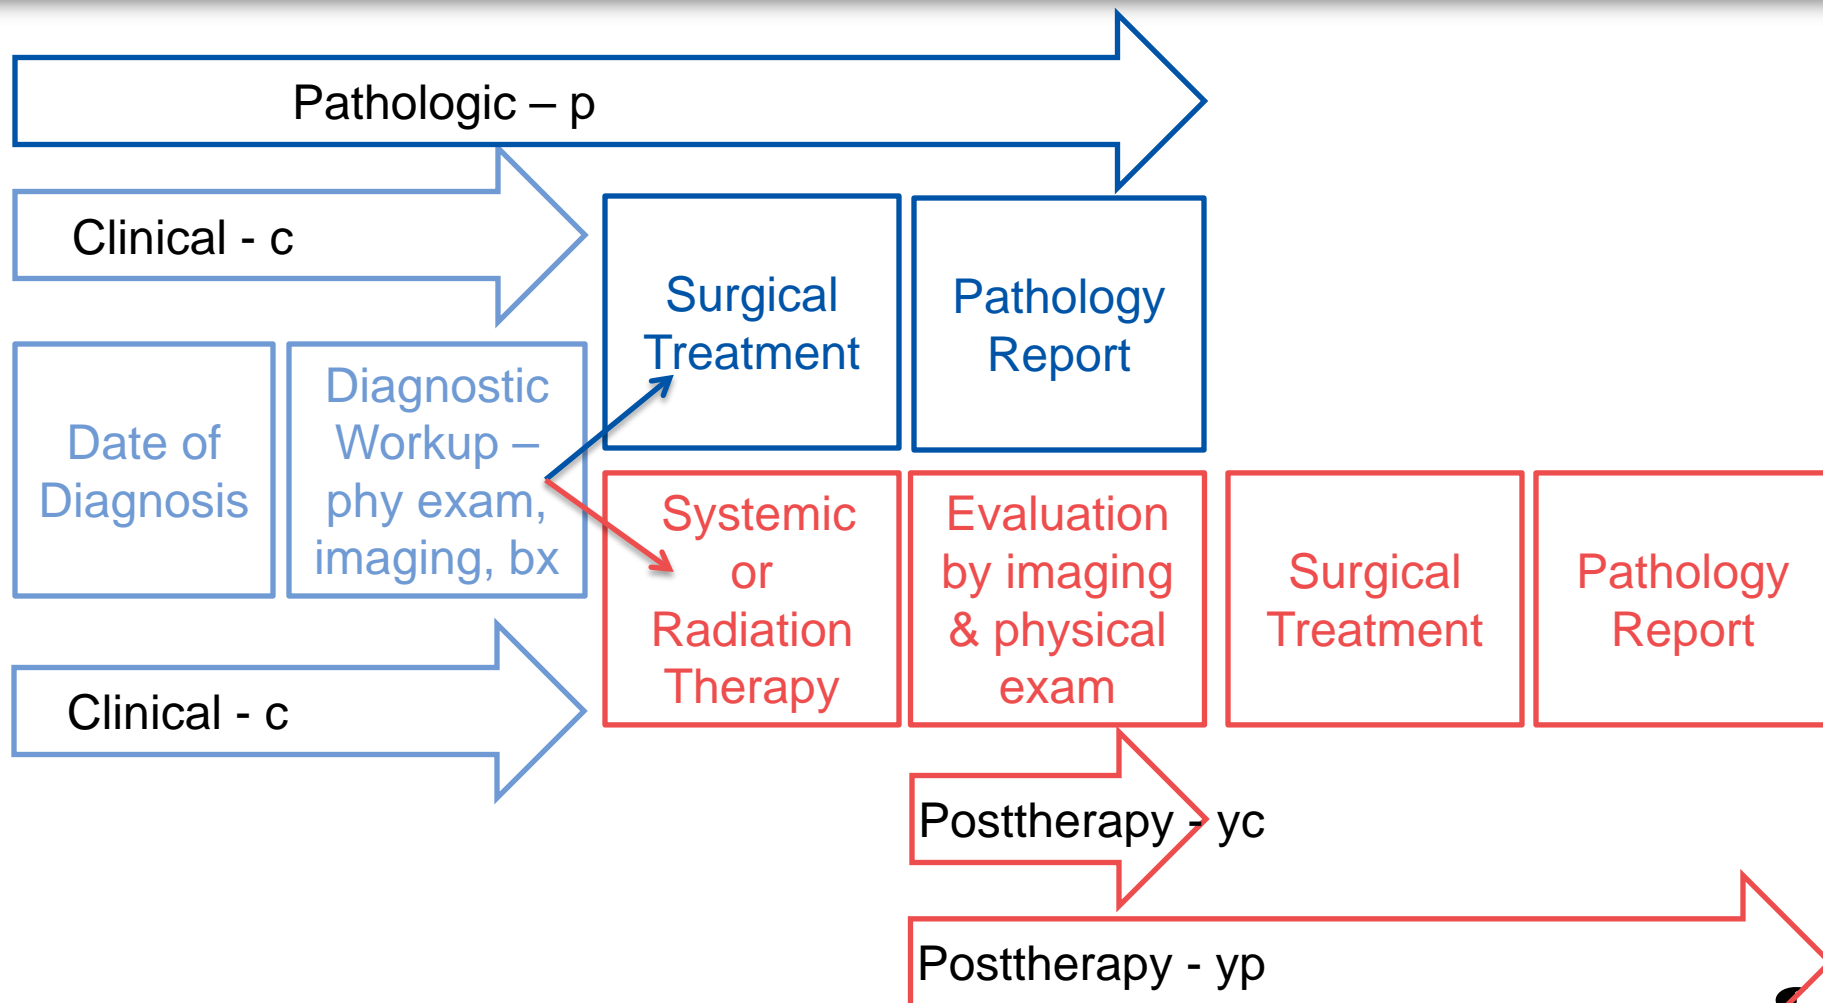 Pathologic – p
Clinical - c
Surgical
Treatment
Pathology
Report
Date of
Diagnosis
Diagnostic
Workup –
phy exam,
imaging, bx
Systemic
or
Radiation
Therapy
Evaluation
by imaging
& physical
exam
Surgical
Treatment
Pathology
Report
Clinical - c
Posttherapy - yc
Posttherapy - yp